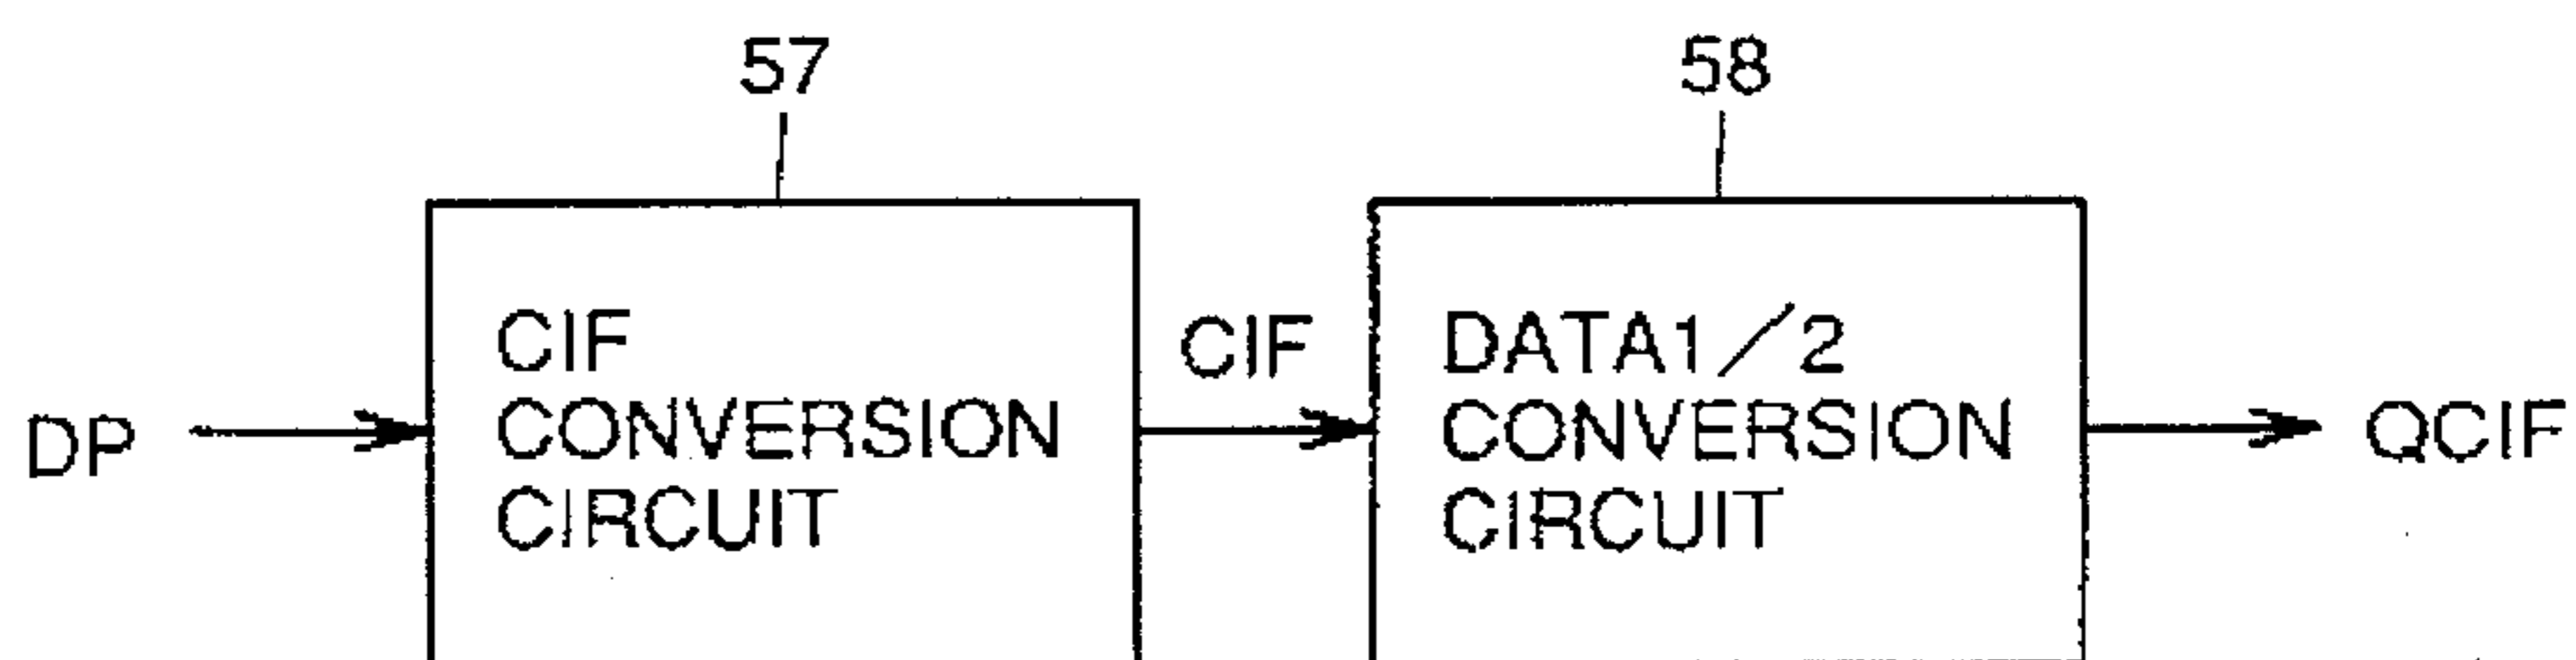 57
58
DP
CIF
CONVERSION
CIRCUIT
CIF
DATA1/2
CONVERSION
CIRCUIT
QCIF